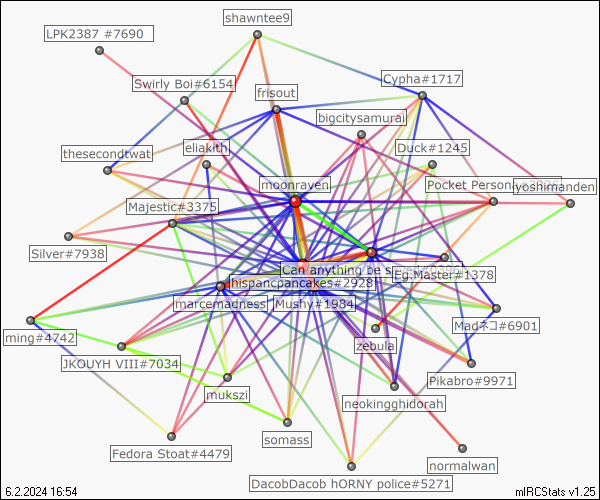 shawntee9
LPK2387 #7690
Cypha#1717
Swirly Boi#6154
frisout
bigcitysamurai
Duck#1245
eliakith
thesecondtwat
moonraven
Pocket Person
yoshimanden
Majestic#3375
Silver#7938
Can anything be
Eg.Master#1378
hispancpancakes#2928
marcemadness
Mushy#1984
Madネコ#6901
ming#4742
zebula
JKOUYH VIII#7034
Pikabro#9971
mukszi
neokingghidorah
somass
Fedora Stoat#4479
normalwan
DacobDacob hORNY police#5271
6.2.2024 16:54
mIRCStats v1.25